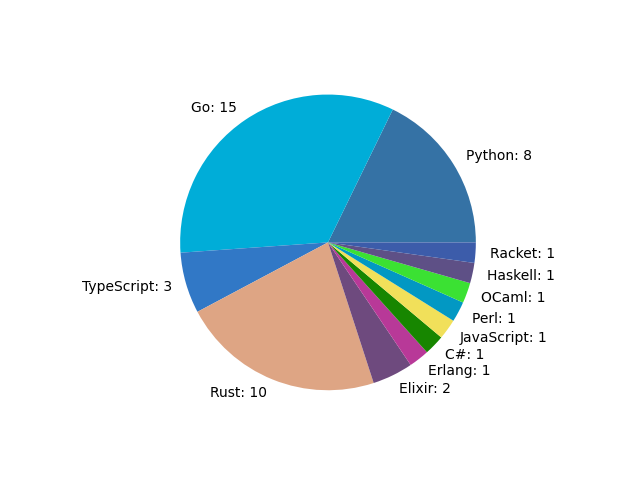 Go: 15
Python: 8
Racket: 1
Haskell: 1
TypeScript: 3
OCaml: 1
Perl: 1
JavaScript: 1
C#: 1
Erlang: 1
Elixir: 2
Rust: 10